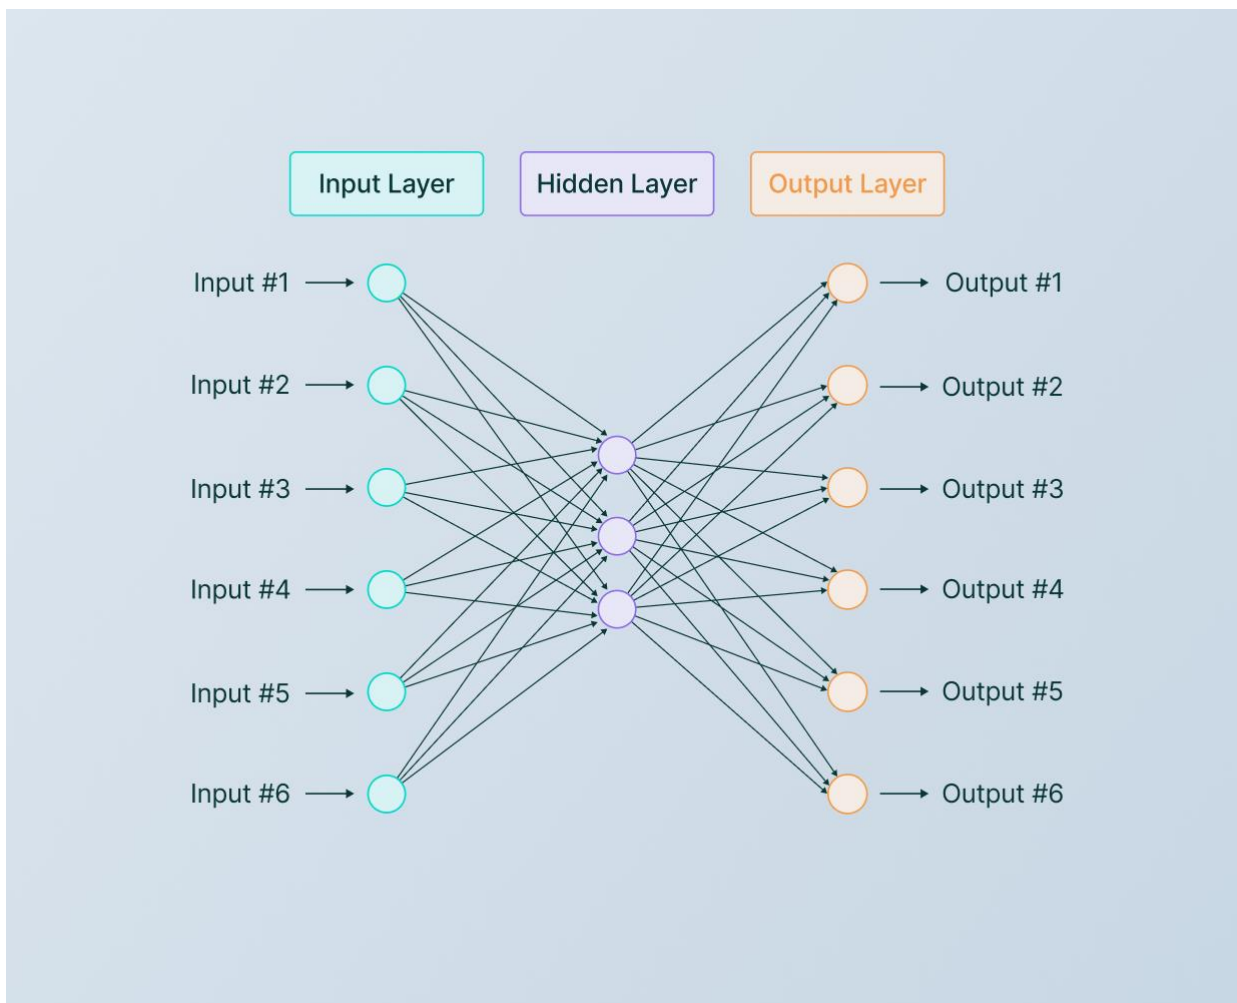 Input Layer
Hidden Layer
Output Layer
Input #1
Output #1
Input #2
Output #2
Input #3
Output #3
Input #4
Output #4
Input #5
Output #5
Input #6
Output #6